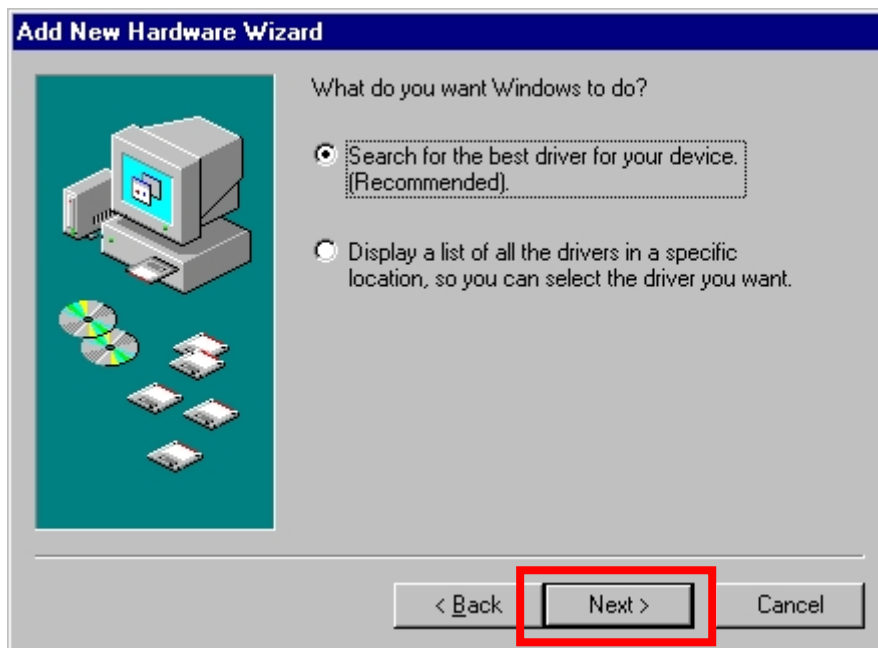 Add New Hardware Wizard
What do you want Windows to do?
Search for the best driver for your device.
(Recommended).
Display a list of all the drivers in a specific
location, so you can select the driver you want.
< Back
Next >
Cancel